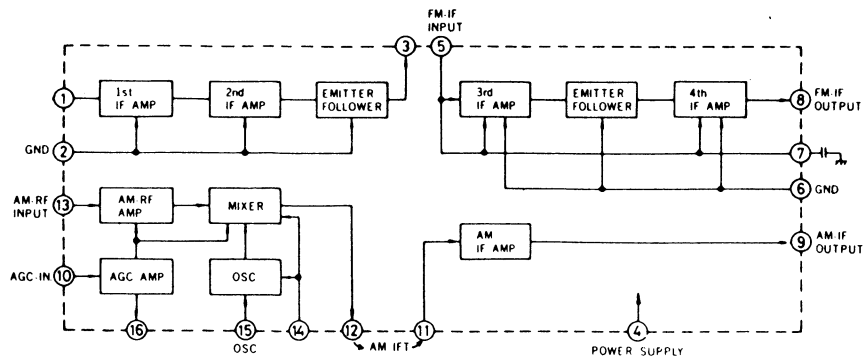 FM-IF
INPUT
3
5
1
1st
IF AMP
2nd
IF AMP
EMITTER
FOLLOWER
3rd
IF AMP
EMITTER
FOLLOWER
4th
IF AMP
8
FM-IF
OUTPUT
GND
2
7
6
GND
AM-RF
INPUT
13
AM-RF
AMP
MIXER
AM
IF AMP
9
AM-IF
OUTPUT
AGC-IN
10
AGC AMP
OSC
16
15
14
12
11
4
OSC
AM IFT
POWER SUPPLY